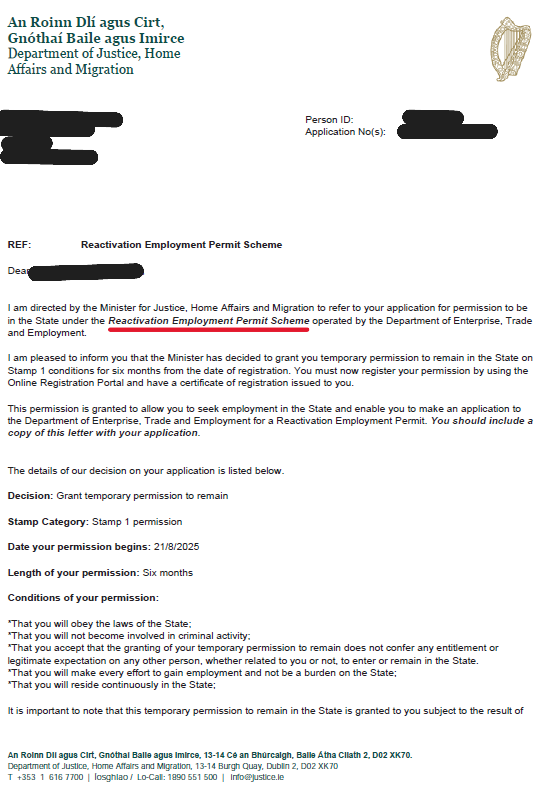 An Roinn Dlí agus Cirt,
Gnóthaí Baile agus Imirce
Department of Justice, Home
Affairs and Migration
Person ID:
Application No(s):
REF: Reactivation Employment Permit Scheme
Dear
I am directed by the Minister for Justice, Home Affairs and Migration to refer to your application for permission to be
in the State under the Reactivation Employment Permit Scheme operated by the Department of Enterprise, Trade
and Employment.
I am pleased to inform you that the Minister has decided to grant you temporary permission to remain in the State on
Stamp 1 conditions for six months from the date of registration. You must now register your permission by using the
Online Registration Portal and have a certificate of registration issued to you.
This permission is granted to allow you to seek employment in the State and enable you to make an application to
the Department of Enterprise, Trade and Employment for a Reactivation Employment Permit. You should include a
copy of this letter with your application.
The details of our decision on your application is listed below.
Decision: Grant temporary permission to remain
Stamp Category: Stamp 1 permission
Date your permission begins: 21/8/2025
Length of your permission: Six months
Conditions of your permission:
*That you will obey the laws of the State;
*That you will not become involved in criminal activity;
*That you accept that the granting of your temporary permission to remain does not confer any entitlement or
legitimate expectation on any other person, whether related to you or not, to enter or remain in the State.
*That you will make every effort to gain employment and not be a burden on the State;
*That you will reside continuously in the State;
It is important to note that this temporary permission to remain in the State is granted to you subject to the result of
An Roinn Dlí agus Cirt, Gnóthaí Baile agus Imirce, 13-14 Cé an Bhúrcaigh, Baile Átha Cliath 2, D02 XK70.
Department of Justice, Home Affairs and Migration, 13-14 Burgh Quay, Dublin 2, D02 XK70
T +353 1 616 7700 | Íosghlao / Lo-Call: 1890 551 500 | info@justice.ie